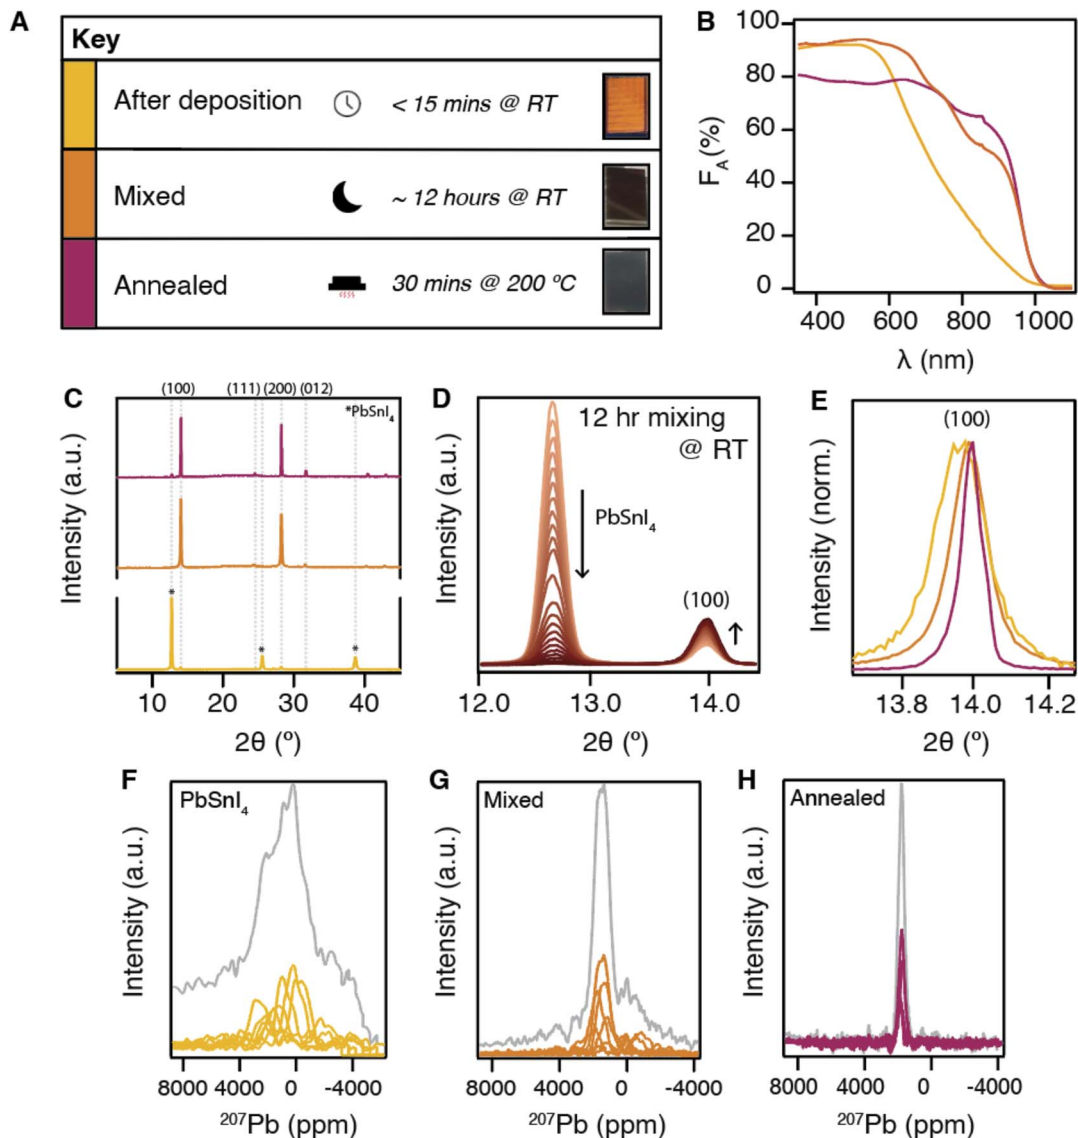 A
Key
After deposition < 15 mins @ RT
Mixed ~ 12 hours @ RT
Annealed 30 mins @ 200 ºC
B
100
80
60
40
20
0
F_A(%)
400 600 800 1000
λ (nm)
C
(100) (111) (200) (012)
*PbSnI₄
*
* *
Intensity (a.u.)
10 20 30 40
2θ (º)
D
12 hr mixing
@ RT
PbSnI₄
(100)
Intensity (a.u.)
12.0 13.0 14.0
2θ (º)
E
(100)
Intensity (norm.)
13.8 14.0 14.2
2θ (º)
F
PbSnI₄
Intensity (a.u.)
8000 4000 0 -4000
²⁰⁷Pb (ppm)
G
Mixed
Intensity (a.u.)
8000 4000 0 -4000
²⁰⁷Pb (ppm)
H
Annealed
Intensity (a.u.)
8000 4000 0 -4000
²⁰⁷Pb (ppm)